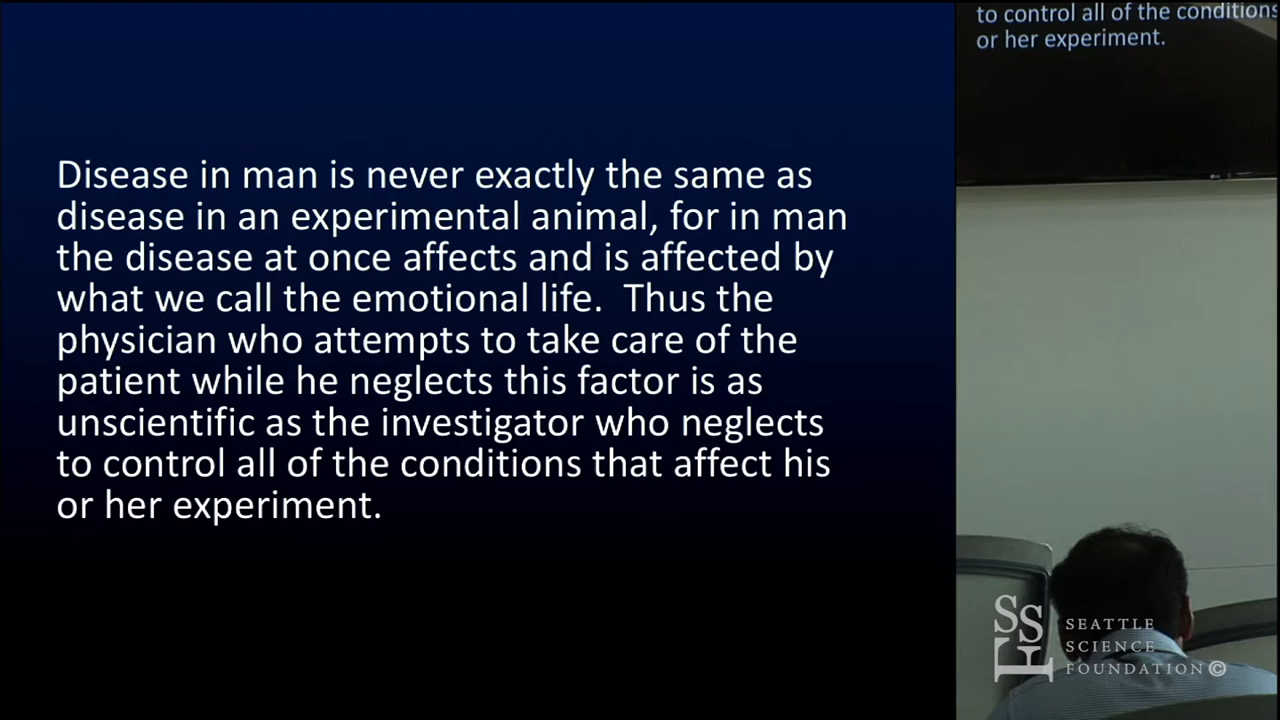 Disease in man is never exactly the same as
disease in an experimental animal, for in man
the disease at once affects and is affected by
what we call the emotional life.  Thus the
physician who attempts to take care of the
patient while he neglects this factor is as
unscientific as the investigator who neglects
to control all of the conditions that affect his
or her experiment.
to control all of the conditions
or her experiment.
SSF
SEATTLE
SCIENCE
FOUNDATION©